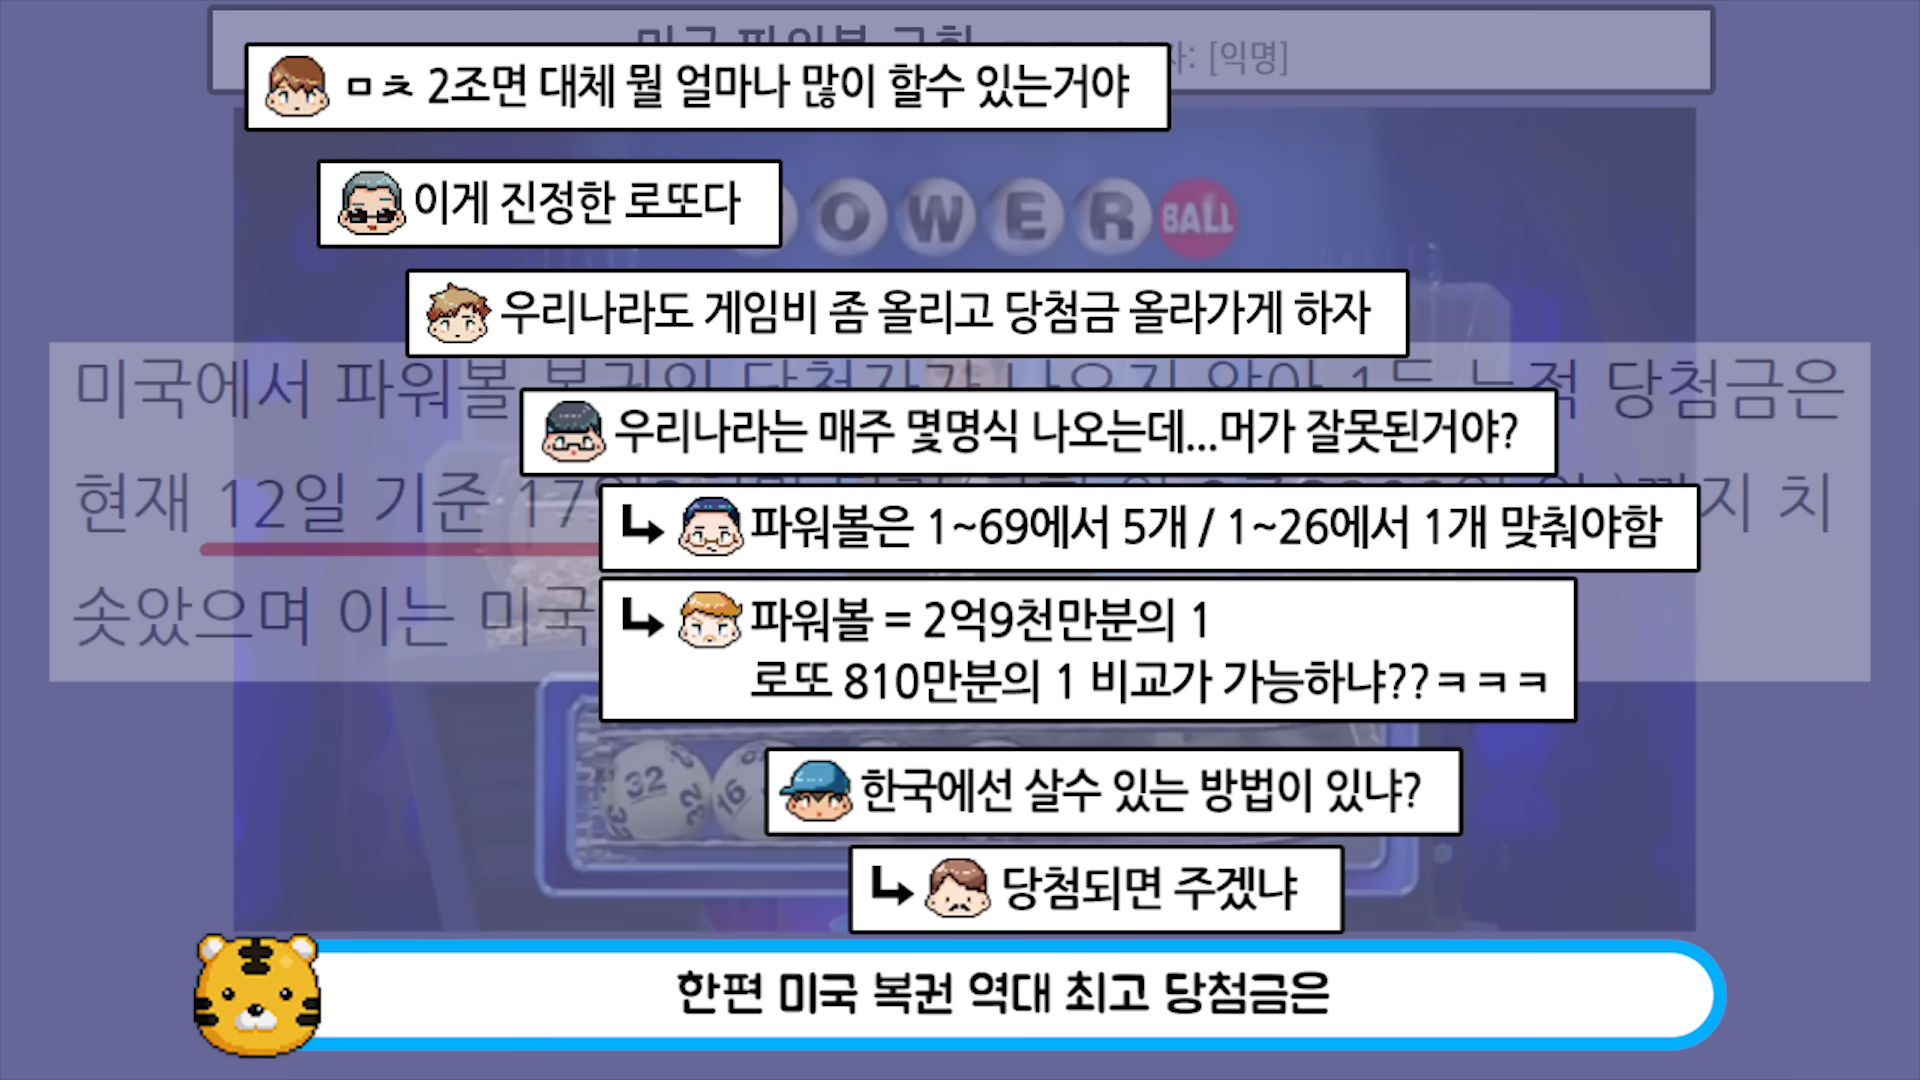 [익명]
ㅁㅊ 2조면 대체 뭘 얼마나 많이 할수 있는거야
이게 진정한 로또다
OWER BALL
우리나라도 게임비 좀 올리고 당첨금 올라가게 하자
미국에서 파워볼 당첨금은
우리나라는 매주 몇명식 나오는데...머가 잘못된거야?
현재 12일 기준 치
파워볼은 1~69에서 5개 / 1~26에서 1개 맞춰야함
솟았으며 이는 미국
파워볼 = 2억9천만분의 1
로또 810만분의 1 비교가 가능하냐??ㅋㅋㅋ
32 32 16
한국에선 살수 있는 방법이 있냐?
당첨되면 주겠냐
한편 미국 복권 역대 최고 당첨금은